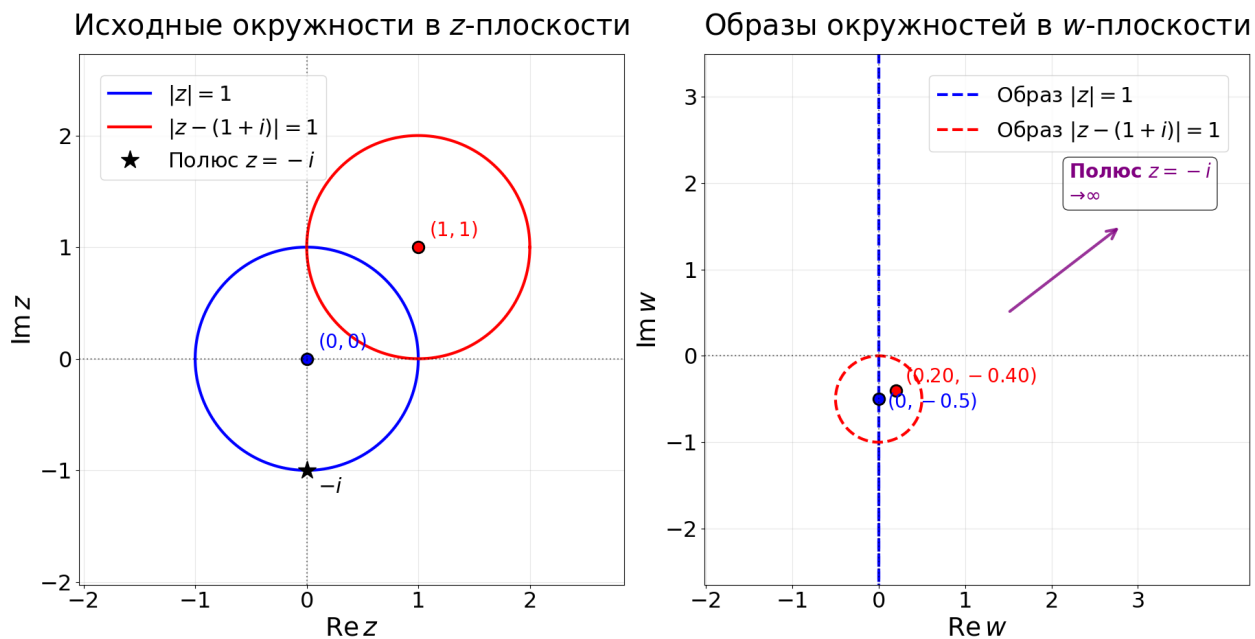 Исходные окружности в z-плоскости
|z| = 1
|z − (1 + i)| = 1
Полюс z = − i
(1, 1)
(0, 0)
−i
2
1
0
−1
−2
−2
−1
0
1
2
Im z
Re z
Образы окружностей в w-плоскости
Образ |z| = 1
Образ |z − (1 + i)| = 1
Полюс z = − i
→∞
(0.20, − 0.40)
(0, − 0.5)
3
2
1
0
−1
−2
−2
−1
0
1
2
3
Im w
Re w